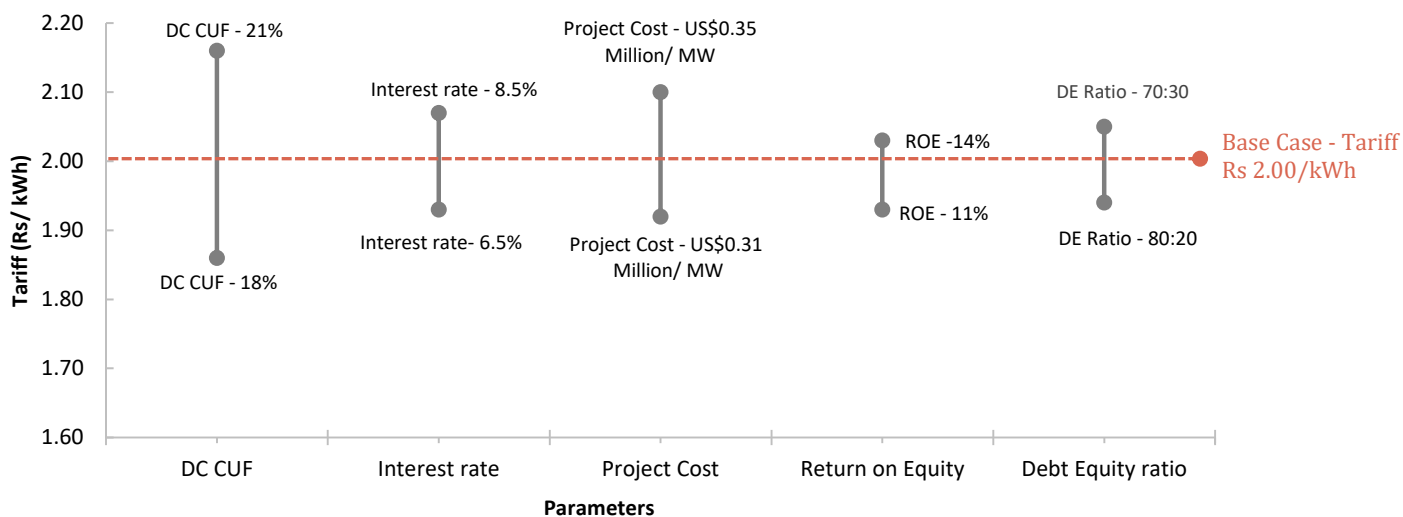 2.20
2.10
2.00
1.90
1.80
1.70
1.60
Tariff (Rs/ kWh)
DC CUF - 21%
DC CUF - 18%
Interest rate - 8.5%
Interest rate- 6.5%
Project Cost - US$0.35
Million/ MW
Project Cost - US$0.31
Million/ MW
ROE -14%
ROE - 11%
DE Ratio - 70:30
DE Ratio - 80:20
Base Case - Tariff
Rs 2.00/kWh
DC CUF
Interest rate
Project Cost
Return on Equity
Debt Equity ratio
Parameters